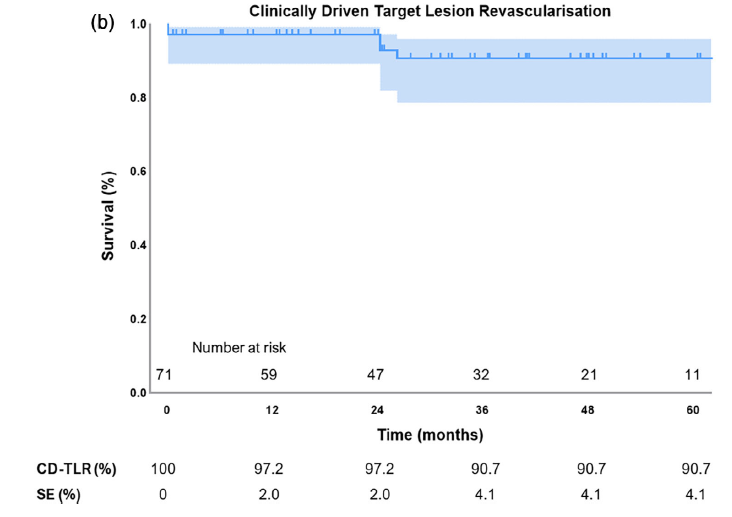 Clinically Driven Target Lesion Revascularisation
(b)
1.0
0.8
0.6
0.4
0.2
0.0
Survival (%)
Number at risk
71 59 47 32 21 11
0 12 24 36 48 60
Time (months)
CD-TLR (%) 100 97.2 97.2 90.7 90.7 90.7
SE (%) 0 2.0 2.0 4.1 4.1 4.1